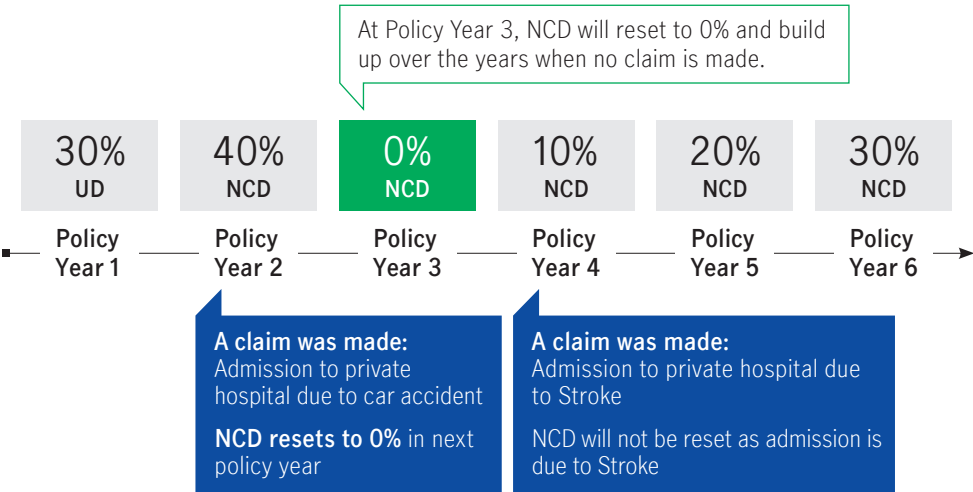 At Policy Year 3, NCD will reset to 0% and build
up over the years when no claim is made.
30%
UD
40%
NCD
0%
NCD
10%
NCD
20%
NCD
30%
NCD
Policy
Year 1
Policy
Year 2
Policy
Year 3
Policy
Year 4
Policy
Year 5
Policy
Year 6
A claim was made:
Admission to private
hospital due to car accident
NCD resets to 0% in next
policy year
A claim was made:
Admission to private hospital due
to Stroke
NCD will not be reset as admission is
due to Stroke